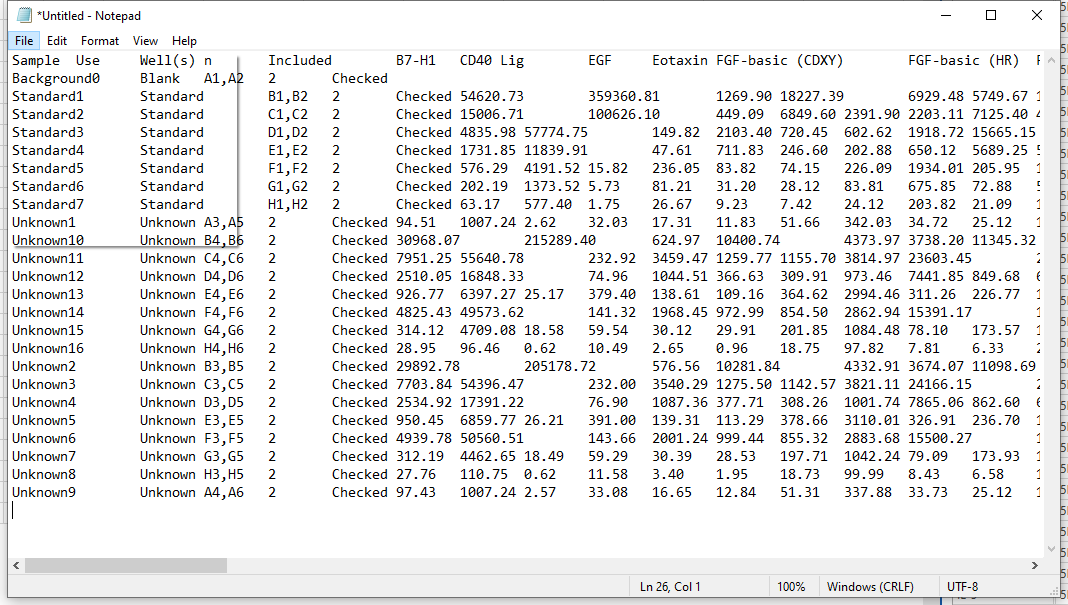 *Untitled - Notepad
File Edit Format View Help
Sample Use Well(s) n Included B7-H1 CD40 Lig EGF Eotaxin FGF-basic (CDXY) FGF-basic (HR)
Background0 Blank A1,A2 2 Checked
Standard1 Standard B1,B2 2 Checked 54620.73 359360.81 1269.90 18227.39 6929.48 5749.67
Standard2 Standard C1,C2 2 Checked 15006.71 100626.10 449.09 6849.60 2391.90 2203.11 7125.40
Standard3 Standard D1,D2 2 Checked 4835.98 57774.75 149.82 2103.40 720.45 602.62 1918.72 15665.15
Standard4 Standard E1,E2 2 Checked 1731.85 11839.91 47.61 711.83 246.60 202.88 650.12 5689.25
Standard5 Standard F1,F2 2 Checked 576.29 4191.52 15.82 236.05 83.82 74.15 226.09 1934.01 205.95
Standard6 Standard G1,G2 2 Checked 202.19 1373.52 5.73 81.21 31.20 28.12 83.81 675.85 72.88
Standard7 Standard H1,H2 2 Checked 63.17 577.40 1.75 26.67 9.23 7.42 24.12 203.82 21.09
Unknown1 Unknown A3,A5 2 Checked 94.51 1007.24 2.62 32.03 17.31 11.83 51.66 342.03 34.72 25.12
Unknown10 Unknown B4,B6 2 Checked 30968.07 215289.40 624.97 10400.74 4373.97 3738.20 11345.32
Unknown11 Unknown C4,C6 2 Checked 7951.25 55640.78 232.92 3459.47 1259.77 1155.70 3814.97 23603.45
Unknown12 Unknown D4,D6 2 Checked 2510.05 16848.33 74.96 1044.51 366.63 309.91 973.46 7441.85 849.68
Unknown13 Unknown E4,E6 2 Checked 926.77 6397.27 25.17 379.40 138.61 109.16 364.62 2994.46 311.26 226.77
Unknown14 Unknown F4,F6 2 Checked 4825.43 49573.62 141.32 1968.45 972.99 854.50 2862.94 15391.17
Unknown15 Unknown G4,G6 2 Checked 314.12 4709.08 18.58 59.54 30.12 29.91 201.85 1084.48 78.10 173.57
Unknown16 Unknown H4,H6 2 Checked 28.95 96.46 0.62 10.49 2.65 0.96 18.75 97.82 7.81 6.33
Unknown2 Unknown B3,B5 2 Checked 29892.78 205178.72 576.56 10281.84 4332.91 3674.07 11098.69
Unknown3 Unknown C3,C5 2 Checked 7703.84 54396.47 232.00 3540.29 1275.50 1142.57 3821.11 24166.15
Unknown4 Unknown D3,D5 2 Checked 2534.92 17391.22 76.90 1087.36 377.71 308.26 1001.74 7865.06 862.60
Unknown5 Unknown E3,E5 2 Checked 950.45 6859.77 26.21 391.00 139.31 113.29 378.66 3110.01 326.91 236.70
Unknown6 Unknown F3,F5 2 Checked 4939.78 50560.51 143.66 2001.24 999.44 855.32 2883.68 15500.27
Unknown7 Unknown G3,G5 2 Checked 312.19 4462.65 18.49 59.29 30.39 28.53 197.71 1042.24 79.09 173.93
Unknown8 Unknown H3,H5 2 Checked 27.76 110.75 0.62 11.58 3.40 1.95 18.73 99.99 8.43 6.58
Unknown9 Unknown A4,A6 2 Checked 97.43 1007.24 2.57 33.08 16.65 12.84 51.31 337.88 33.73 25.12
Ln 26, Col 1 100% Windows (CRLF) UTF-8